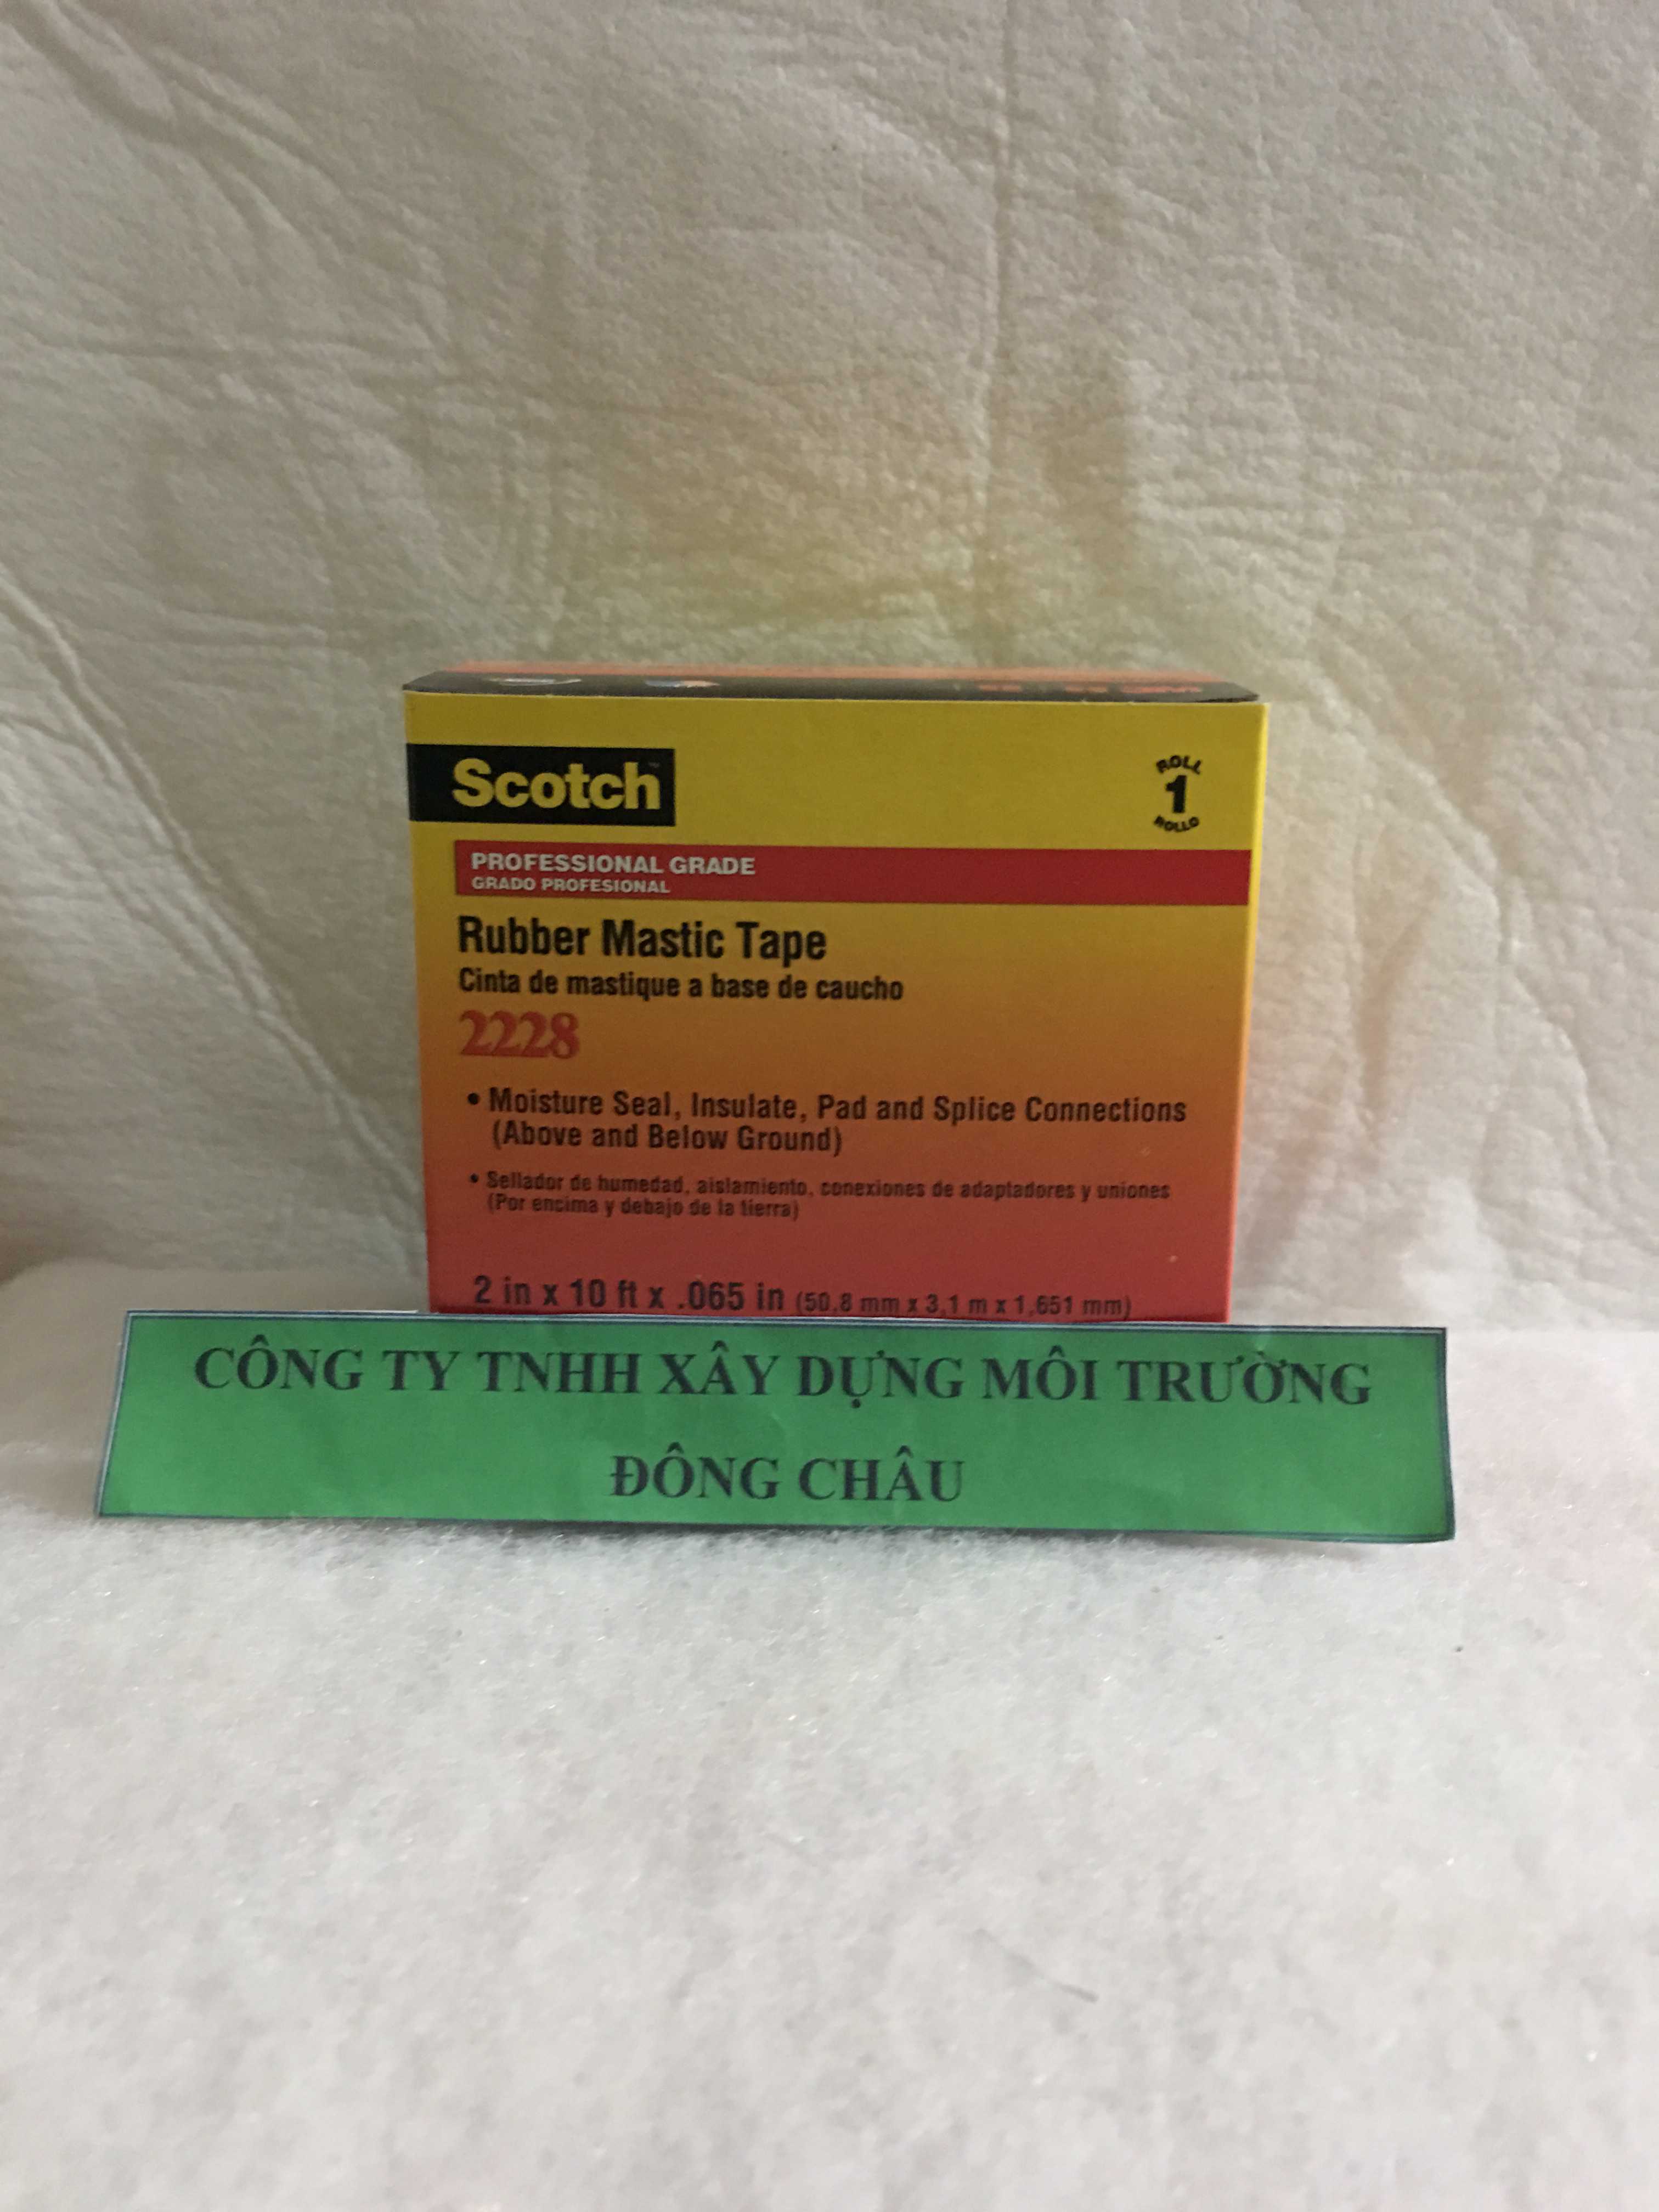 Scotch™
ROLL
1
ROLLO
PROFESSIONAL GRADE
GRADO PROFESIONAL
Rubber Mastic Tape
Cinta de mastique a base de caucho
2228
• Moisture Seal, Insulate, Pad and Splice Connections
(Above and Below Ground)
• Sellador de humedad, aislamiento, conexiones de adaptadores y uniones
(Por encima y debajo de la tierra)
2 in x 10 ft x .065 in (50,8 mm x 3,1 m x 1,651 mm)
CÔNG TY TNHH XÂY DỰNG MÔI TRƯỜNG
ĐÔNG CHÂU